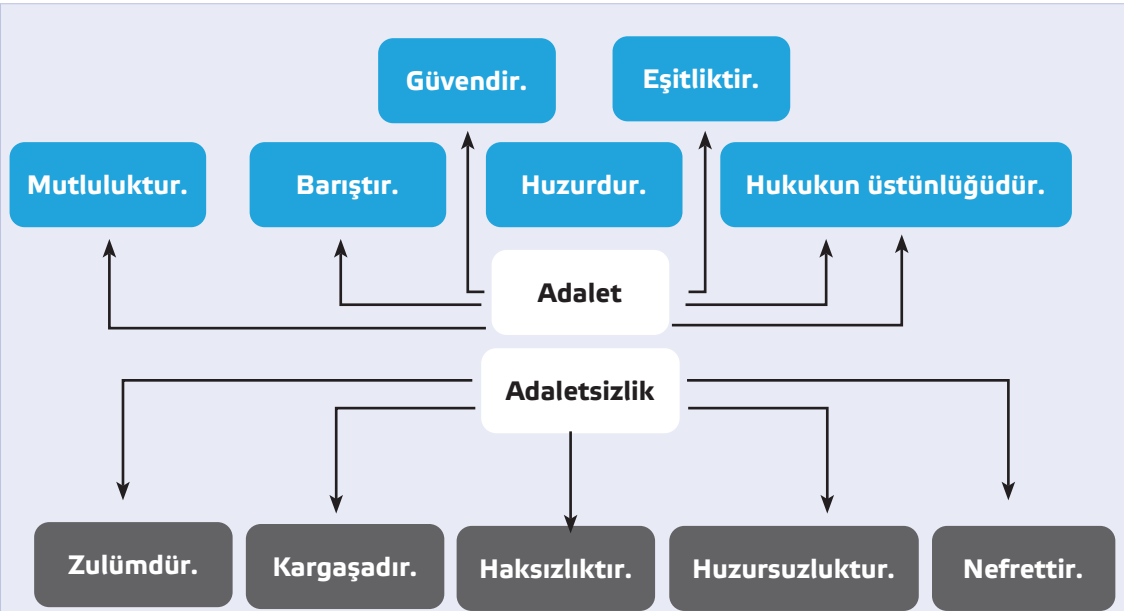 Güvendir.
Eşitliktir.
Mutluluktur.
Barıştır.
Huzurdur.
Hukukun üstünlüğüdür.
Adalet
Adaletsizlik
Zulümdür.
Kargaşadır.
Haksızlıktır.
Huzursuzluktur.
Nefrettir.